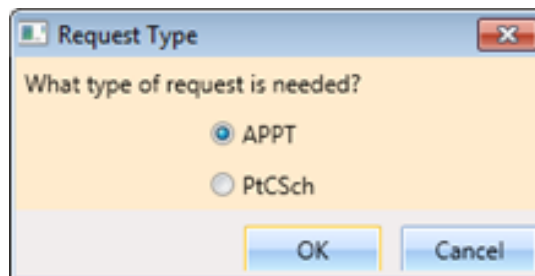 Request Type
What type of request is needed?
APPT
PtCSch
OK Cancel